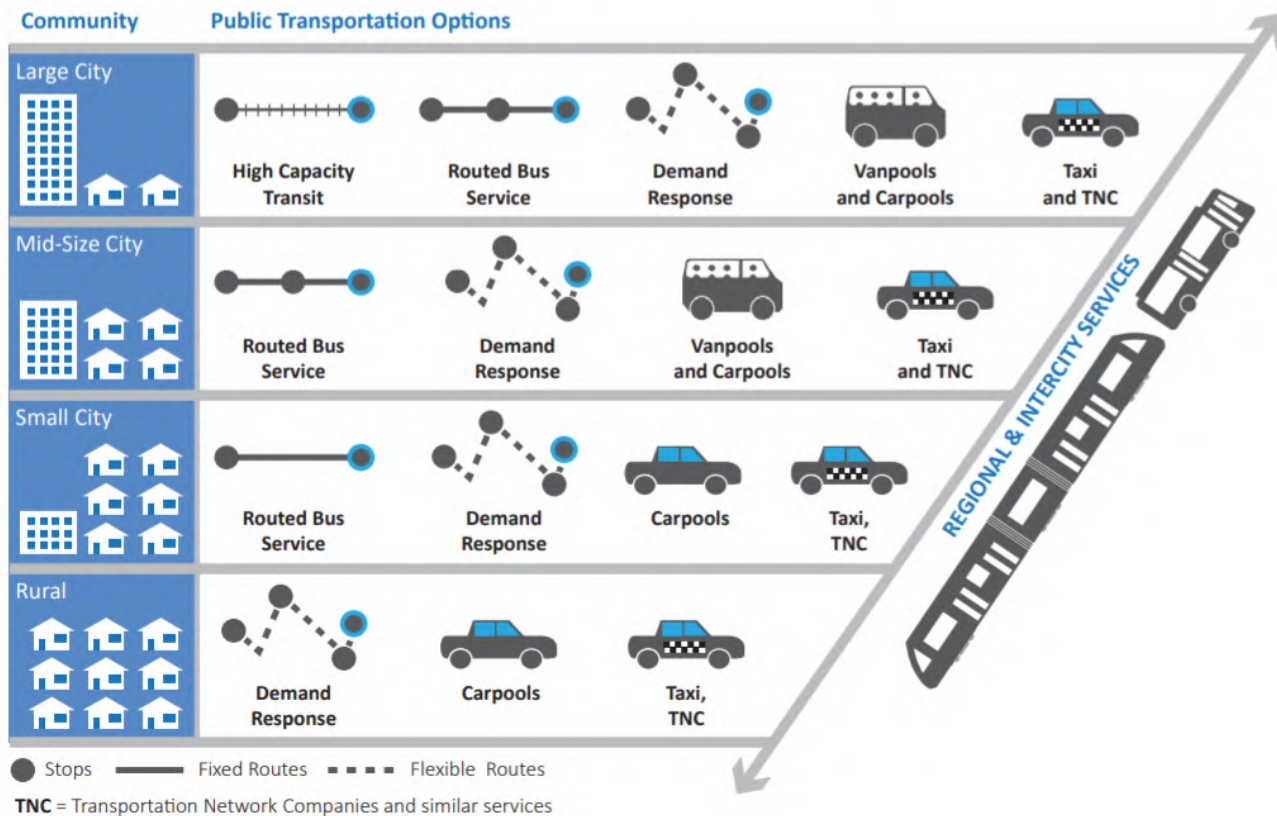 Community
Public Transportation Options
Large City
High Capacity
Transit
Routed Bus
Service
Demand
Response
Vanpools
and Carpools
Taxi
and TNC
Mid-Size City
Routed Bus
Service
Demand
Response
Vanpools
and Carpools
Taxi
and TNC
Small City
Routed Bus
Service
Demand
Response
Carpools
Taxi,
TNC
Rural
Demand
Response
Carpools
Taxi,
TNC
REGIONAL & INTERCITY SERVICES
Stops
Fixed Routes
Flexible Routes
TNC = Transportation Network Companies and similar services